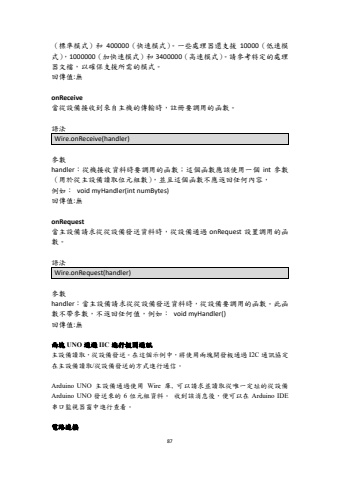 （標準模式）和 400000（快速模式）。一些處理器還支援 10000（低速模
式），1000000（加快速模式）和 3400000（高速模式）。請參考特定的處理
器文檔，以確保支援所需的模式。
回傳值:無
onReceive
當從設備接收到來自主機的傳輸時，註冊要調用的函數。
語法
Wire.onReceive(handler)
參數
handler：從機接收資料時要調用的函數；這個函數應該使用一個 int 參數
（用於從主設備讀取位元組數），並且這個函數不應返回任何內容，
例如： void myHandler(int numBytes)
回傳值:無
onRequest
當主設備請求從從設備發送資料時，從設備通過 onRequest 設置調用的函
數。
語法
Wire.onRequest(handler)
參數
handler：當主設備請求從從設備發送資料時，從設備要調用的函數。此函
數不帶參數，不返回任何值，例如： void myHandler()
回傳值:無
兩塊 UNO 通過 IIC 進行板間通訊
主設備讀取，從設備發送。在這個示例中，將使用兩塊開發板通過 I2C 通訊協定
在主設備讀取/從設備發送的方式進行通信。
Arduino UNO 主設備通過使用 Wire 庫，可以請求並讀取從唯一定址的從設備
Arduino UNO 發送來的 6 位元組資料。 收到該消息後，便可以在 Arduino IDE
串口監視器窗中進行查看。
電路連接
87